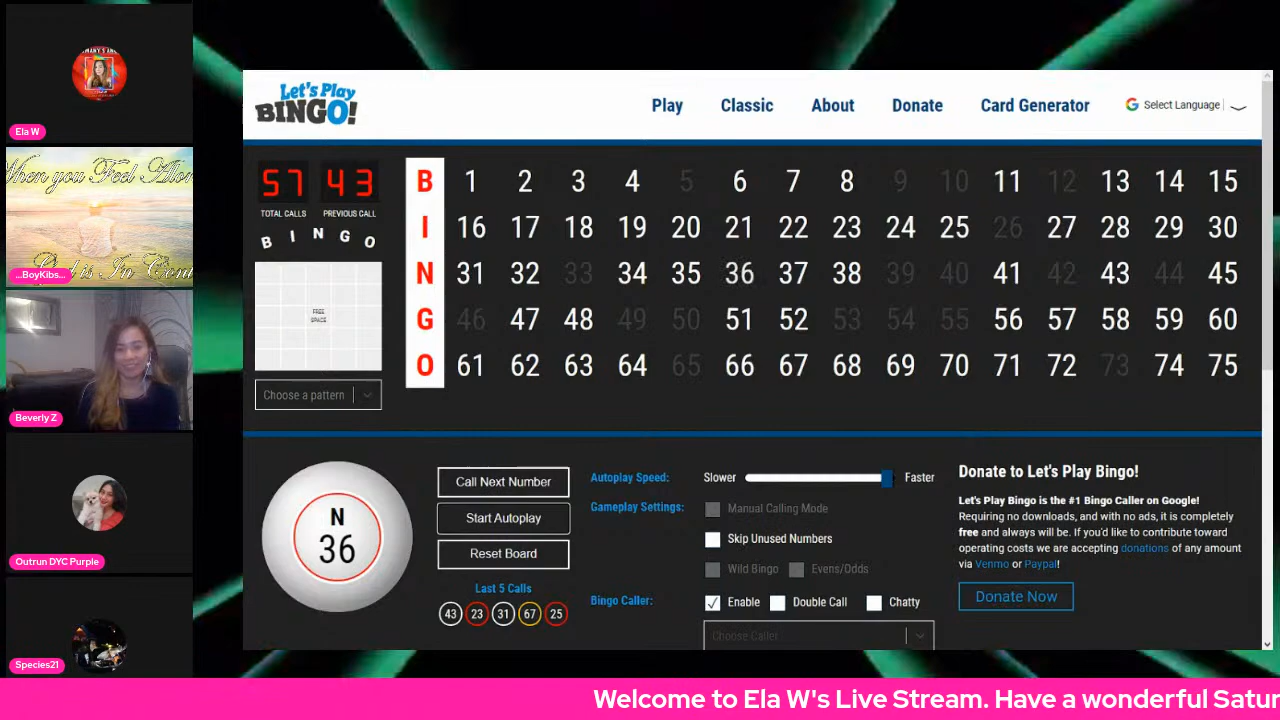 Ela W
When you Feel Alon
is In Cont
...BoyKibs...
Beverly Z
Outrun DYC Purple
Species21
Let's Play
BINGO!
Play Classic About Donate Card Generator
Select Language
57 43
TOTAL CALLS PREVIOUS CALL
B I N G O
FREE
SPACE
Choose a pattern
B 1 2 3 4 5 6 7 8 9 10 11 12 13 14 15
I 16 17 18 19 20 21 22 23 24 25 26 27 28 29 30
N 31 32 33 34 35 36 37 38 39 40 41 42 43 44 45
G 46 47 48 49 50 51 52 53 54 55 56 57 58 59 60
O 61 62 63 64 65 66 67 68 69 70 71 72 73 74 75
N
36
Call Next Number
Start Autoplay
Reset Board
Last 5 Calls
43 23 31 67 25
Autoplay Speed: Slower Faster
Gameplay Settings: Manual Calling Mode
Skip Unused Numbers
Wild Bingo Evens/Odds
Bingo Caller: Enable Double Call Chatty
Choose Caller
Donate to Let's Play Bingo!
Let's Play Bingo is the #1 Bingo Caller on Google!
Requiring no downloads, and with no ads, it is completely
free and always will be. If you'd like to contribute toward
operating costs we are accepting donations of any amount
via Venmo or Paypal!
Donate Now
Welcome to Ela W's Live Stream. Have a wonderful Satur